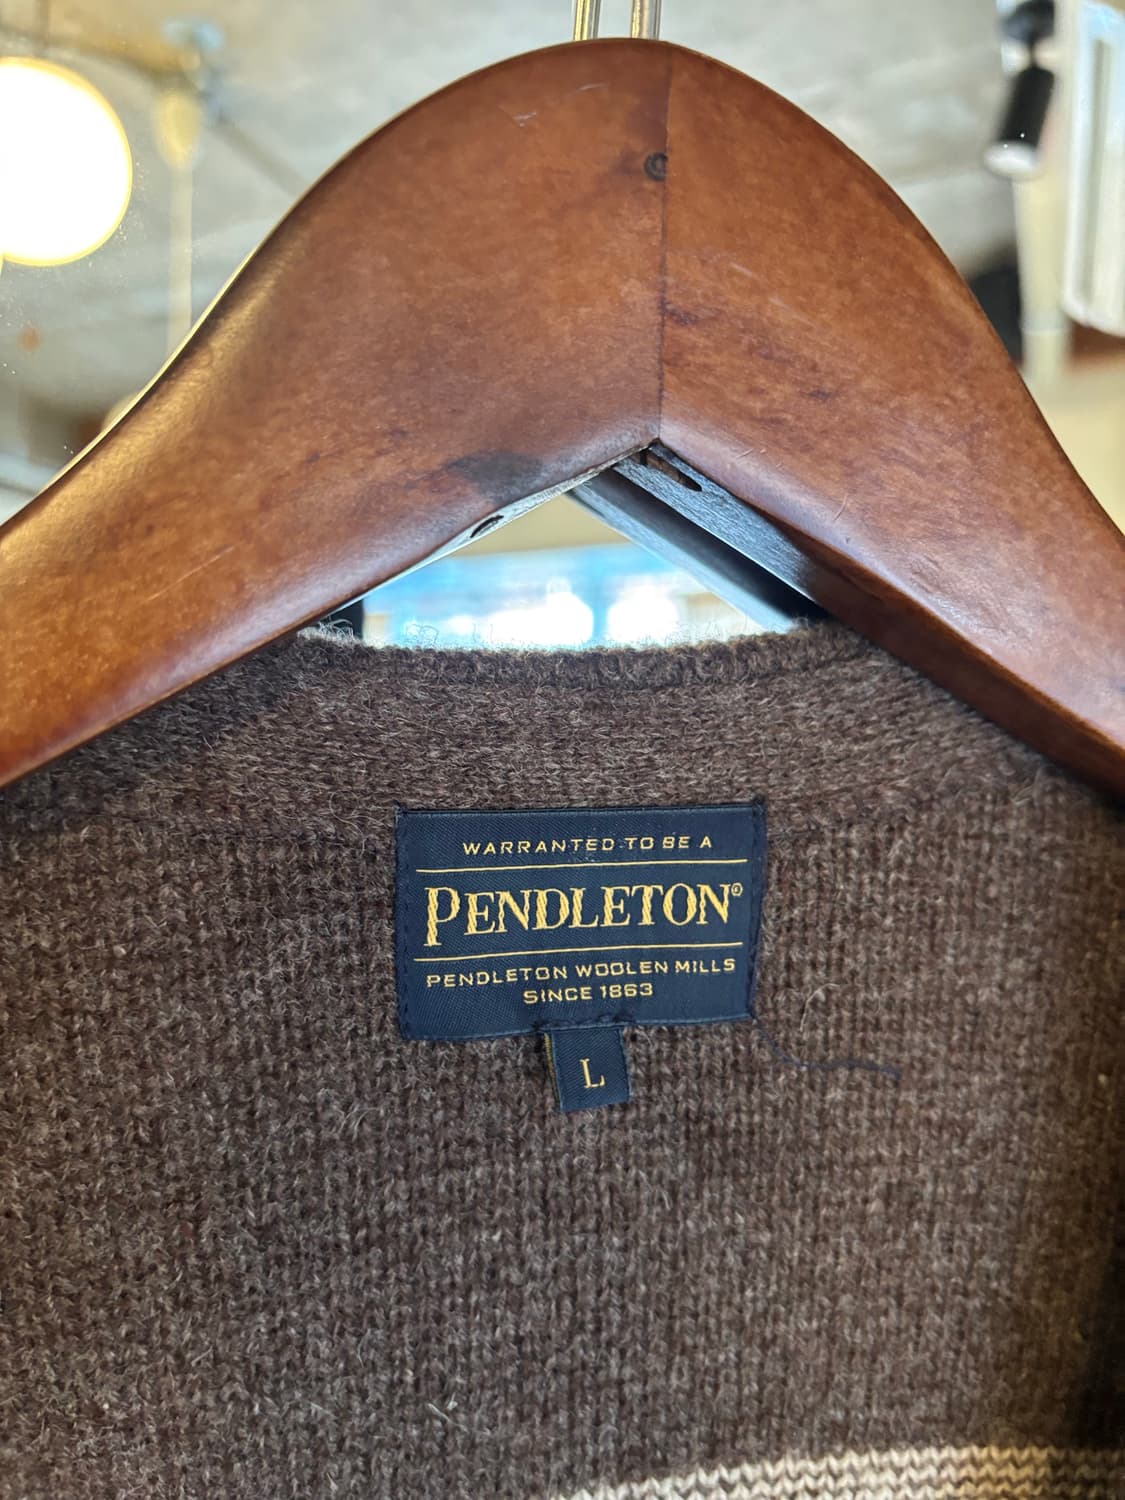 WARRANTED TO BE A
PENDLETON®
PENDLETON WOOLEN MILLS
SINCE 1863
L